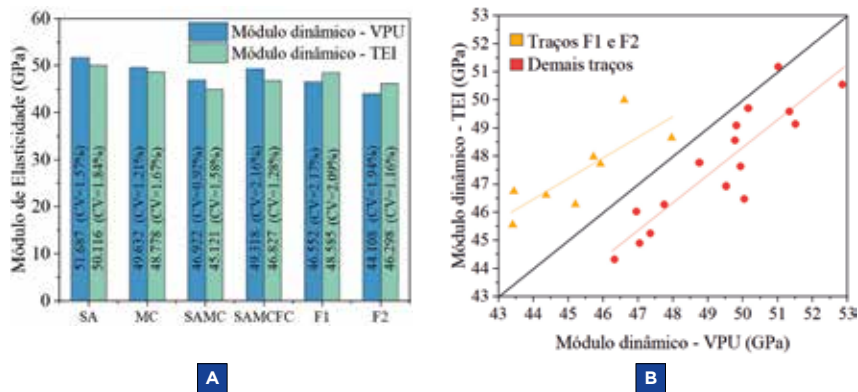 Módulo de Elasticidade (GPa)
60
50
40
30
20
10
0
Módulo dinâmico - VPU
Módulo dinâmico - TEI
51.687 (CV=1.57%)
50.116 (CV=1.84%)
49.632 (CV=1.21%)
48.778 (CV=1.67%)
46.922 (CV=0.92%)
45.121 (CV=1.58%)
49.318 (CV=2.16%)
46.827 (CV=1.28%)
46.552 (CV=2.17%)
48.585 (CV=2.09%)
44.108 (CV=1.94%)
46.298 (CV=1.16%)
SA MC SAMC SAMCFC F1 F2
A
Módulo dinâmico - TEI (GPa)
53
52
51
50
49
48
47
46
45
44
43
Traços F1 e F2
Demais traços
43 44 45 46 47 48 49 50 51 52 53
Módulo dinâmico - VPU (GPa)
B